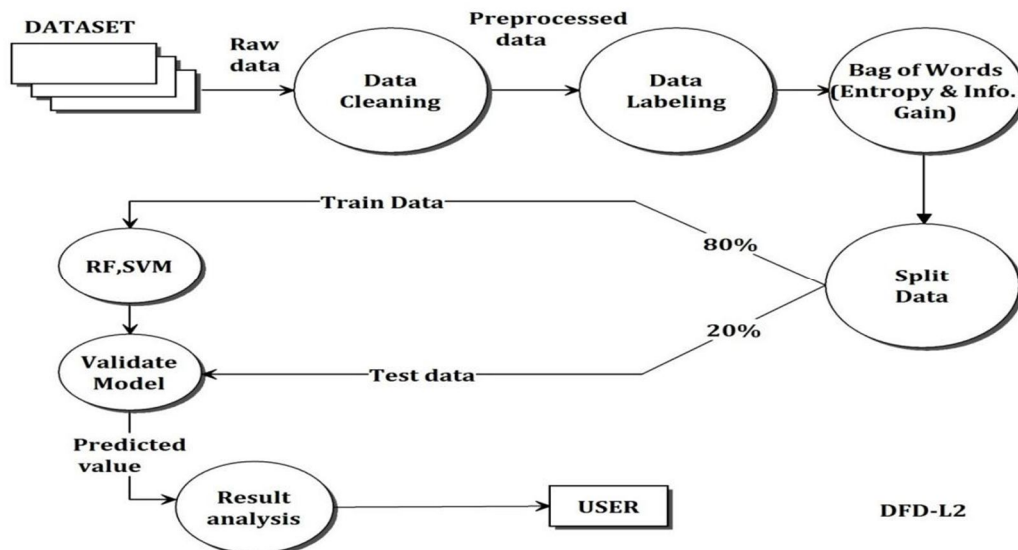 DATASET
Raw
data
Data
Cleaning
Preprocessed
data
Data
Labeling
Bag of Words
(Entropy & Info.
Gain)
Train Data
80%
RF,SVM
Split
Data
20%
Validate
Model
Test data
Predicted
value
Result
analysis
USER
DFD-L2